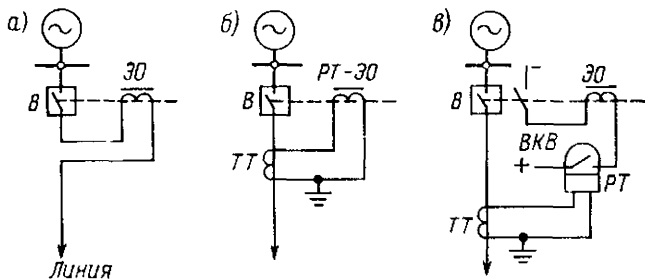 а) б) в)
ЭО РТ-ЭО Г ЭО
В В В
ВКВ
+
ТТ РТ
ТТ
Линия